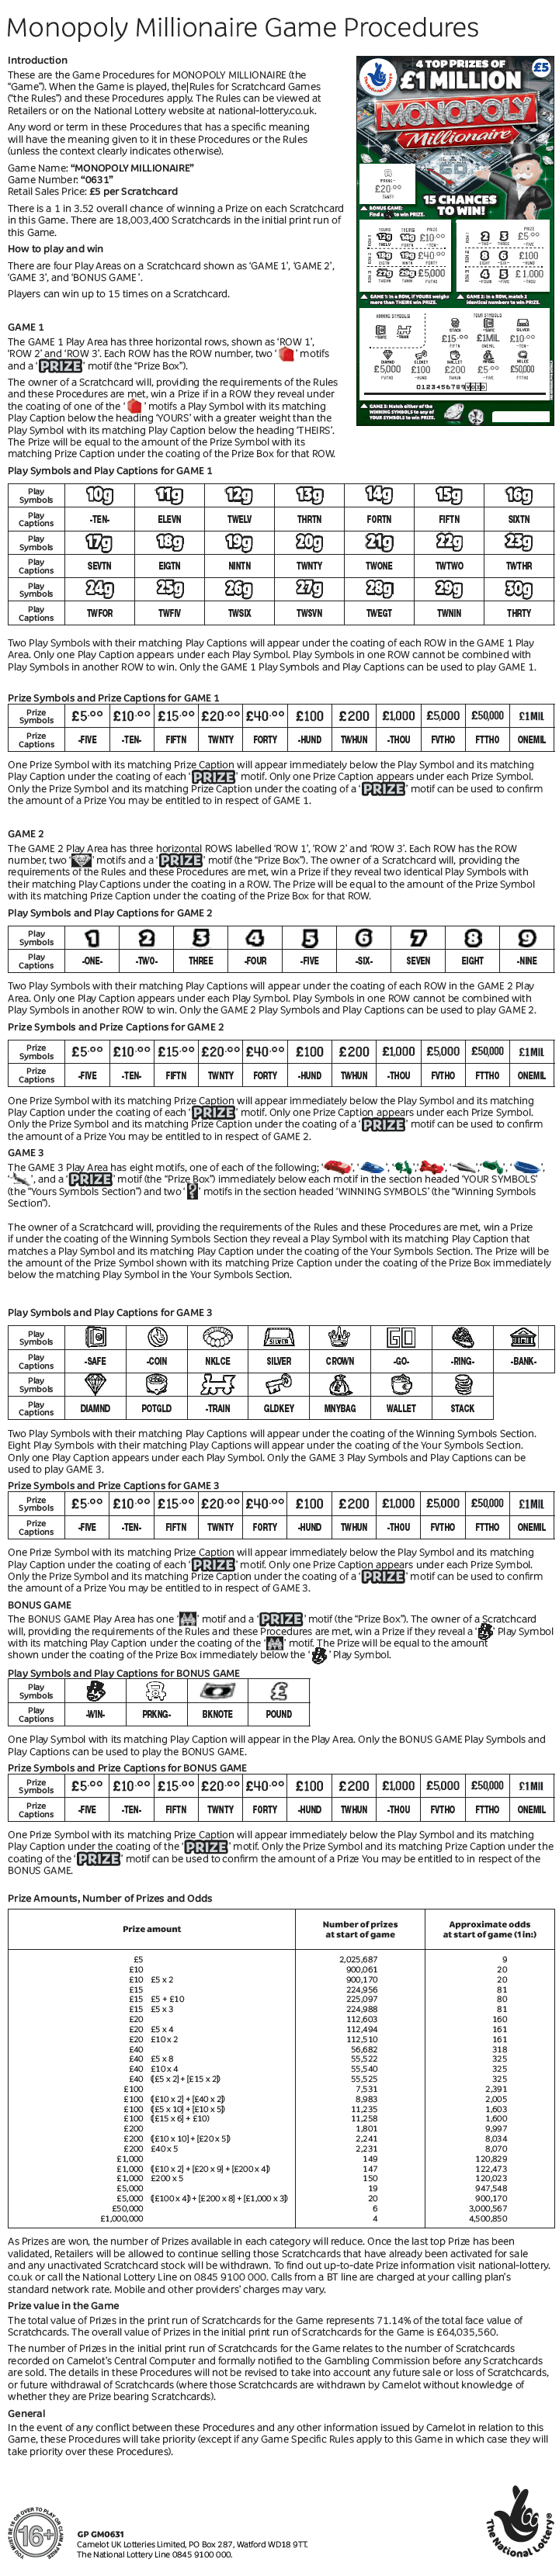 Monopoly Millionaire Game Procedures
Introduction
These are the Game Procedures for MONOPOLY MILLIONAIRE (the
“Game”). When the Game is played, the Rules for Scratchcard Games
(“the Rules”) and these Procedures apply. The Rules can be viewed at
Retailers or on the National Lottery website at national-lottery.co.uk.
Any word or term in these Procedures that has a specific meaning
will have the meaning given to it in these Procedures or the Rules
(unless the context clearly indicates otherwise).
Game Name: “MONOPOLY MILLIONAIRE”
Game Number: “0631”
Retail Sales Price: £5 per Scratchcard
There is a 1 in 3.52 overall chance of winning a Prize on each Scratchcard
in this Game. There are 18,003,400 Scratchcards in the initial print run of
this Game.
How to play and win
There are four Play Areas on a Scratchcard shown as ‘GAME 1’, ‘GAME 2’,
‘GAME 3’, and ‘BONUS GAME’.
Players can win up to 15 times on a Scratchcard.
4 TOP PRIZES OF
£1 MILLION
£5
MONOPOLY
Millionaire
£20.00
TWNTY
15 CHANCES
TO WIN!
BONUS GAME:
GAME 1
The GAME 1 Play Area has three horizontal rows, shown as ‘ROW 1’,
‘ROW 2’ and ‘ROW 3’. Each ROW has the ROW number, two ‘ ’ motifs
and a ‘PRIZE’ motif (the “Prize Box”).
The owner of a Scratchcard will, providing the requirements of the Rules
and these Procedures are met, win a Prize if in a ROW they reveal under
the coating of one of the ‘ ’ motifs a Play Symbol with its matching
Play Caption below the heading ‘YOURS’ with a greater weight than the
Play Symbol with its matching Play Caption below the heading ‘THEIRS’.
The Prize will be equal to the amount of the Prize Symbol with its
matching Prize Caption under the coating of the Prize Box for that ROW.
Play Symbols and Play Captions for GAME 1
Play Symbols 10g 11g 12g 13g 14g 15g 16g
Play Captions -TEN- ELEVN TWELV THRTN FORTN FIFTN SIXTN
Play Symbols 17g 18g 19g 20g 21g 22g 23g
Play Captions SEVTN EIGTN NINTN TWNTY TWONE TWTWO TWTHR
Play Symbols 24g 25g 26g 27g 28g 29g 30g
Play Captions TWFOR TWFIV TWSIX TWSVN TWEGT TWNIN THRTY
Two Play Symbols with their matching Play Captions will appear under the coating of each ROW in the GAME 1 Play
Area. Only one Play Caption appears under each Play Symbol. Play Symbols in one ROW cannot be combined with
Play Symbols in another ROW to win. Only the GAME 1 Play Symbols and Play Captions can be used to play GAME 1.
Prize Symbols and Prize Captions for GAME 1
Prize Symbols £5.00 £10.00 £15.00 £20.00 £40.00 £100 £200 £1,000 £5,000 £50,000 £1MIL
Prize Captions -FIVE -TEN- FIFTN TWNTY FORTY -HUND TWHUN -THOU FVTHO FTTHO ONEMIL
One Prize Symbol with its matching Prize Caption will appear immediately below the Play Symbol and its matching
Play Caption under the coating of each ‘PRIZE’ motif. Only one Prize Caption appears under each Prize Symbol.
Only the Prize Symbol and its matching Prize Caption under the coating of a ‘PRIZE’ motif can be used to confirm
the amount of a Prize You may be entitled to in respect of GAME 1.
GAME 2
The GAME 2 Play Area has three horizontal ROWS labelled ‘ROW 1’, ‘ROW 2’ and ‘ROW 3’. Each ROW has the ROW
number, two ‘ ’ motifs and a ‘PRIZE’ motif (the “Prize Box”). The owner of a Scratchcard will, providing the
requirements of the Rules and these Procedures are met, win a Prize if they reveal two identical Play Symbols with
their matching Play Captions under the coating in a ROW. The Prize will be equal to the amount of the Prize Symbol
with its matching Prize Caption under the coating of the Prize Box for that ROW.
Play Symbols and Play Captions for GAME 2
Play Symbols 1 2 3 4 5 6 7 8 9
Play Captions -ONE- -TWO- THREE -FOUR -FIVE -SIX- SEVEN EIGHT -NINE
Two Play Symbols with their matching Play Captions will appear under the coating of each ROW in the GAME 2 Play
Area. Only one Play Caption appears under each Play Symbol. Play Symbols in one ROW cannot be combined with
Play Symbols in another ROW to win. Only the GAME 2 Play Symbols and Play Captions can be used to play GAME 2.
Prize Symbols and Prize Captions for GAME 2
Prize Symbols £5.00 £10.00 £15.00 £20.00 £40.00 £100 £200 £1,000 £5,000 £50,000 £1MIL
Prize Captions -FIVE -TEN- FIFTN TWNTY FORTY -HUND TWHUN -THOU FVTHO FTTHO ONEMIL
One Prize Symbol with its matching Prize Caption will appear immediately below the Play Symbol and its matching
Play Caption under the coating of each ‘PRIZE’ motif. Only one Prize Caption appears under each Prize Symbol.
Only the Prize Symbol and its matching Prize Caption under the coating of a ‘PRIZE’ motif can be used to confirm
the amount of a Prize You may be entitled to in respect of GAME 2.
GAME 3
The GAME 3 Play Area has eight motifs, one of each of the following;
and a ‘PRIZE’ motif (the “Prize Box”) immediately below each motif in the section headed ‘YOUR SYMBOLS’
(the “Yours Symbols Section”) and two ‘?’ motifs in the section headed ‘WINNING SYMBOLS’ (the “Winning Symbols
Section”).
The owner of a Scratchcard will, providing the requirements of the Rules and these Procedures are met, win a Prize
if under the coating of the Winning Symbols Section they reveal a Play Symbol with its matching Play Caption that
matches a Play Symbol and its matching Play Caption under the coating of the Your Symbols Section. The Prize will be
the amount of the Prize Symbol shown with its matching Prize Caption under the coating of the Prize Box immediately
below the matching Play Symbol in the Your Symbols Section.
Play Symbols and Play Captions for GAME 3
Play Symbols
Play Captions -SAFE -COIN NKLCE SILVER CROWN -GO- -RING- -BANK-
Play Symbols
Play Captions DIAMND POTGLD -TRAIN GLDKEY MNYBAG WALLET STACK
Two Play Symbols with their matching Play Captions will appear under the coating of the Winning Symbols Section.
Eight Play Symbols with their matching Play Captions will appear under the coating of the Your Symbols Section.
Only one Play Caption appears under each Play Symbol. Only the GAME 3 Play Symbols and Play Captions can be
used to play GAME 3.
Prize Symbols and Prize Captions for GAME 3
Prize Symbols £5.00 £10.00 £15.00 £20.00 £40.00 £100 £200 £1,000 £5,000 £50,000 £1MIL
Prize Captions -FIVE -TEN- FIFTN TWNTY FORTY -HUND TWHUN -THOU FVTHO FTTHO ONEMIL
One Prize Symbol with its matching Prize Caption will appear immediately below the Play Symbol and its matching
Play Caption under the coating of each ‘PRIZE’ motif. Only one Prize Caption appears under each Prize Symbol.
Only the Prize Symbol and its matching Prize Caption under the coating of a ‘PRIZE’ motif can be used to confirm
the amount of a Prize You may be entitled to in respect of GAME 3.
BONUS GAME
The BONUS GAME Play Area has one ‘ ’ motif and a ‘PRIZE’ motif (the “Prize Box”). The owner of a Scratchcard
will, providing the requirements of the Rules and these Procedures are met, win a Prize if they reveal a ‘ ’ Play Symbol
with its matching Play Caption under the coating of the ‘ ’ motif. The Prize will be equal to the amount
shown under the coating of the Prize Box immediately below the ‘ ’ Play Symbol.
Play Symbols and Play Captions for BONUS GAME
Play Symbols £
Play Captions -WIN- PRKNG- BKNOTE POUND
One Play Symbol with its matching Play Caption will appear in the Play Area. Only the BONUS GAME Play Symbols and
Play Captions can be used to play the BONUS GAME.
Prize Symbols and Prize Captions for BONUS GAME
Prize Symbols £5.00 £10.00 £15.00 £20.00 £40.00 £100 £200 £1,000 £5,000 £50,000 £1MIL
Prize Captions -FIVE -TEN- FIFTN TWNTY FORTY -HUND TWHUN -THOU FVTHO FTTHO ONEMIL
One Prize Symbol with its matching Prize Caption will appear immediately below the Play Symbol and its matching
Play Caption under the coating of the ‘PRIZE’ motif. Only the Prize Symbol and its matching Prize Caption under the
coating of the ‘PRIZE’ motif can be used to confirm the amount of a Prize You may be entitled to in respect of the
BONUS GAME.
Prize Amounts, Number of Prizes and Odds
Prize amount Number of prizes at start of game Approximate odds at start of game (1 in:)
£5 2,025,687 9
£10 900,061 20
£10 £5 x 2 900,170 20
£15 224,956 81
£15 £5 + £10 225,097 80
£15 £5 x 3 224,988 81
£20 112,603 160
£20 £5 x 4 112,494 161
£20 £10 x 2 112,510 161
£40 56,682 318
£40 £5 x 8 55,522 325
£40 £10 x 4 55,540 325
£40 ([£5 x 2] + [£15 x 2]) 55,525 325
£100 7,531 2,391
£100 ([£10 x 2] + [£40 x 2]) 8,983 2,005
£100 ([£5 x 10] + [£10 x 5]) 11,235 1,603
£100 ([£15 x 6] + £10) 11,258 1,600
£200 1,801 9,997
£200 ([£10 x 10] + [£20 x 5]) 2,241 8,034
£200 £40 x 5 2,231 8,070
£1,000 149 120,829
£1,000 ([£10 x 2] + [£20 x 9] + [£200 x 4]) 147 122,473
£1,000 £200 x 5 150 120,023
£5,000 19 947,548
£5,000 ([£100 x 4] + [£200 x 8] + [£1,000 x 3]) 20 900,170
£50,000 6 3,000,567
£1,000,000 4 4,500,850
As Prizes are won, the number of Prizes available in each category will reduce. Once the last top Prize has been
validated, Retailers will be allowed to continue selling those Scratchcards that have already been activated for sale
and any unactivated Scratchcard stock will be withdrawn. To find out up-to-date Prize information visit national-lottery.
co.uk or call the National Lottery Line on 0845 9100 000. Calls from a BT line are charged at your calling plan’s
standard network rate. Mobile and other providers’ charges may vary.
Prize value in the Game
The total value of Prizes in the print run of Scratchcards for the Game represents 71.14% of the total face value of
Scratchcards. The overall value of Prizes in the initial print run of Scratchcards for the Game is £64,035,560.
The number of Prizes in the initial print run of Scratchcards for the Game relates to the number of Scratchcards
recorded on Camelot’s Central Computer and formally notified to the Gambling Commission before any Scratchcards
are sold. The details in these Procedures will not be revised to take into account any future sale or loss of Scratchcards,
or future withdrawal of Scratchcards (where those Scratchcards are withdrawn by Camelot without knowledge of
whether they are Prize bearing Scratchcards).
General
In the event of any conflict between these Procedures and any other information issued by Camelot in relation to this
Game, these Procedures will take priority (except if any Game Specific Rules apply to this Game in which case they will
take priority over these Procedures).
16+
GP GM0631
Camelot UK Lotteries Limited, PO Box 287, Watford WD18 9TT.
The National Lottery Line 0845 9100 000.
The National Lottery®